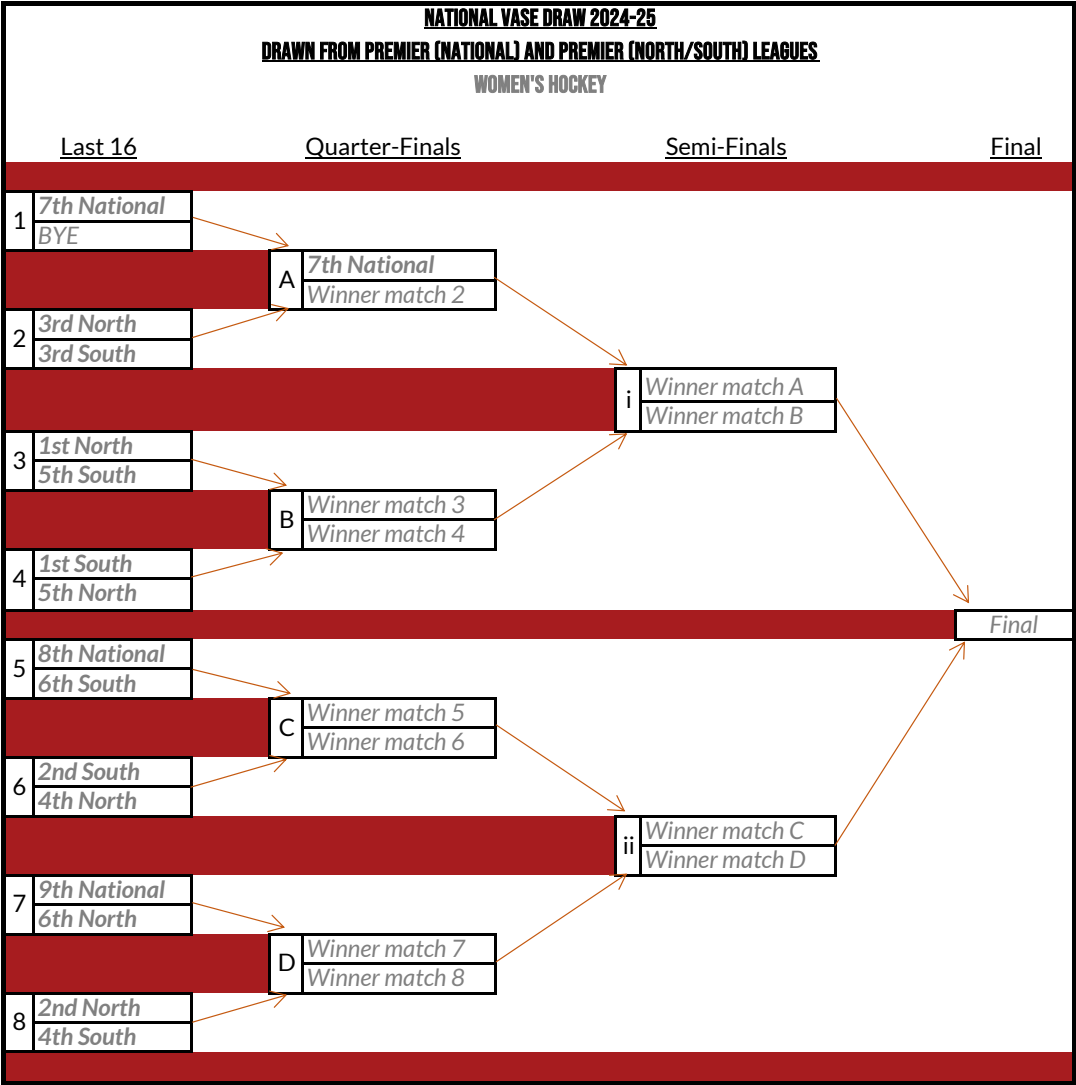 NATIONAL VASE DRAW 2024-25
DRAWN FROM PREMIER (NATIONAL) AND PREMIER (NORTH/SOUTH) LEAGUES
WOMEN'S HOCKEY
Last 16 Quarter-Finals Semi-Finals Final
1
7th National
BYE
A
7th National
Winner match 2
2
3rd North
3rd South
i
Winner match A
Winner match B
3
1st North
5th South
B
Winner match 3
Winner match 4
4
1st South
5th North
Final
5
8th National
6th South
C
Winner match 5
Winner match 6
6
2nd South
4th North
ii
Winner match C
Winner match D
7
9th National
6th North
D
Winner match 7
Winner match 8
8
2nd North
4th South